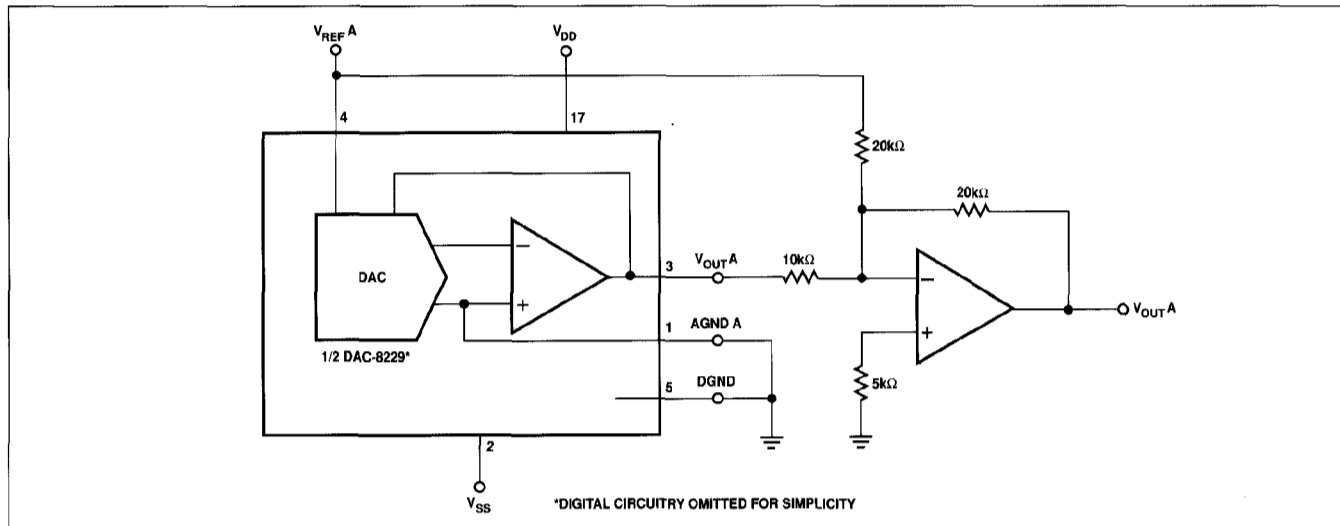 V_REF A
V_DD
4
17
20kΩ
20kΩ
DAC
−
+
3
V_OUT A
10kΩ
−
+
V_OUT A
1/2 DAC-8229*
1
AGND A
5
DGND
5kΩ
2
V_SS
*DIGITAL CIRCUITRY OMITTED FOR SIMPLICITY